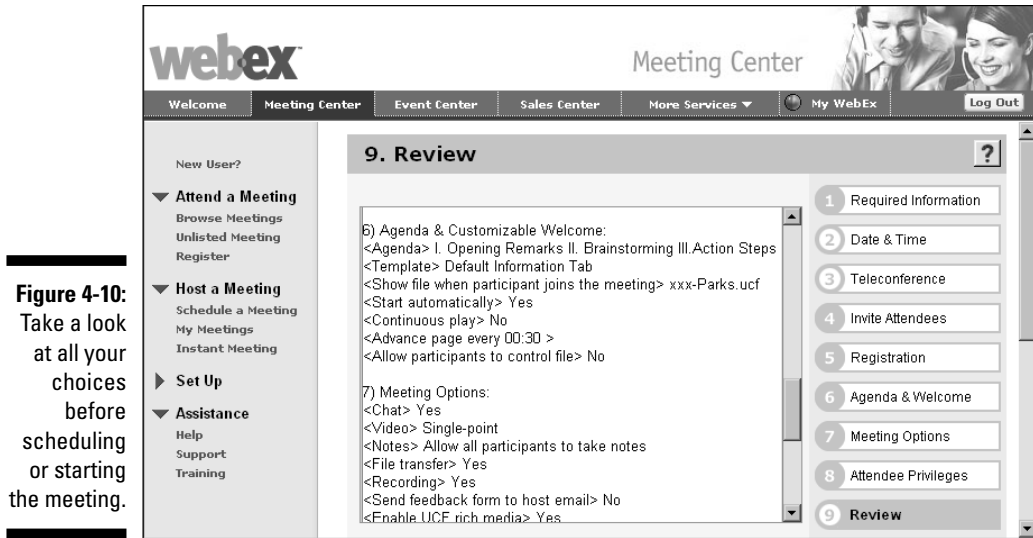 webex
Meeting Center
Welcome
Meeting Center
Event Center
Sales Center
More Services
My WebEx
Log Out
New User?
Attend a Meeting
Browse Meetings
Unlisted Meeting
Register
Host a Meeting
Schedule a Meeting
My Meetings
Instant Meeting
Set Up
Assistance
Help
Support
Training
9. Review
?
6) Agenda & Customizable Welcome:
<Agenda> I. Opening Remarks II. Brainstorming III.Action Steps
<Template> Default Information Tab
<Show file when participant joins the meeting> xxx-Parks.ucf
<Start automatically> Yes
<Continuous play> No
<Advance page every 00:30 >
<Allow participants to control file> No
7) Meeting Options:
<Chat> Yes
<Video> Single-point
<Notes> Allow all participants to take notes
<File transfer> Yes
<Recording> Yes
<Send feedback form to host email> No
<Enable UCF rich media> Yes
1 Required Information
2 Date & Time
3 Teleconference
4 Invite Attendees
5 Registration
6 Agenda & Welcome
7 Meeting Options
8 Attendee Privileges
9 Review
Figure 4-10:
Take a look
at all your
choices
before
scheduling
or starting
the meeting.